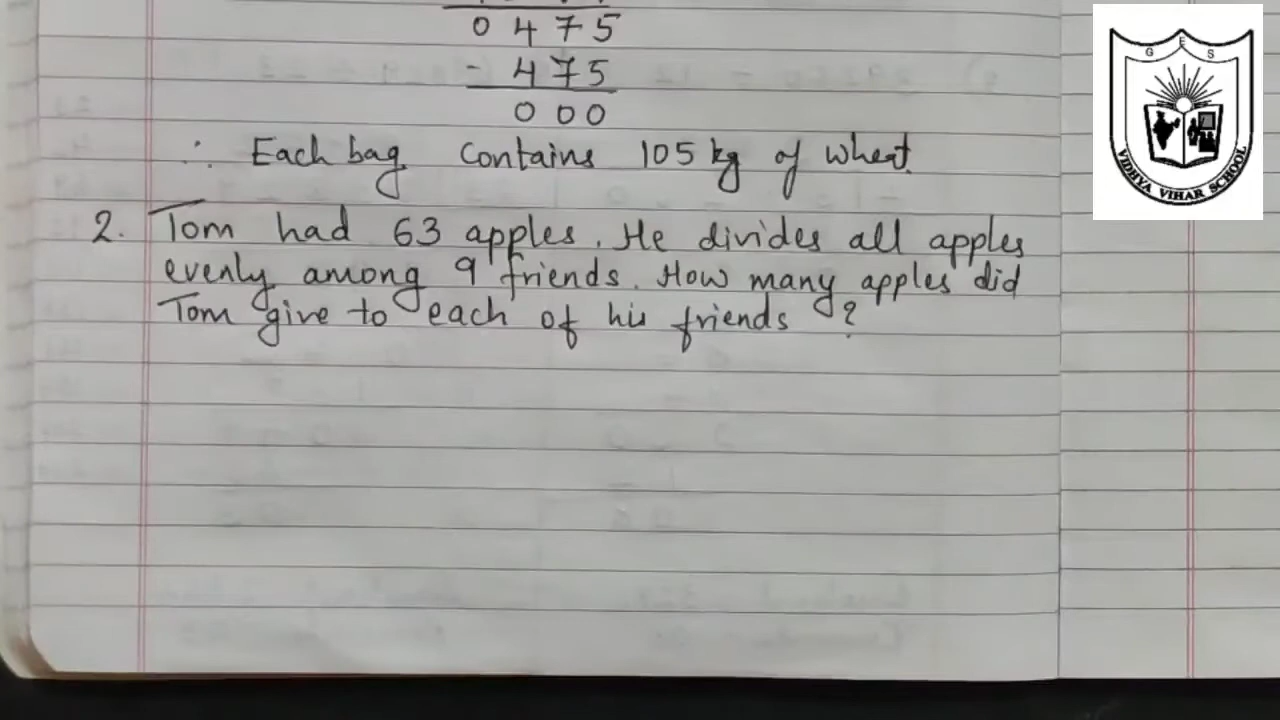 0 4 7 5
- 4 7 5
0 0 0
∴ Each bag contains 105 kg of wheat.
2. Tom had 63 apples. He divides all apples
evenly among 9 friends. How many apples did
Tom give to each of his friends ?
G E S
VIDHYA VIHAR SCHOOL